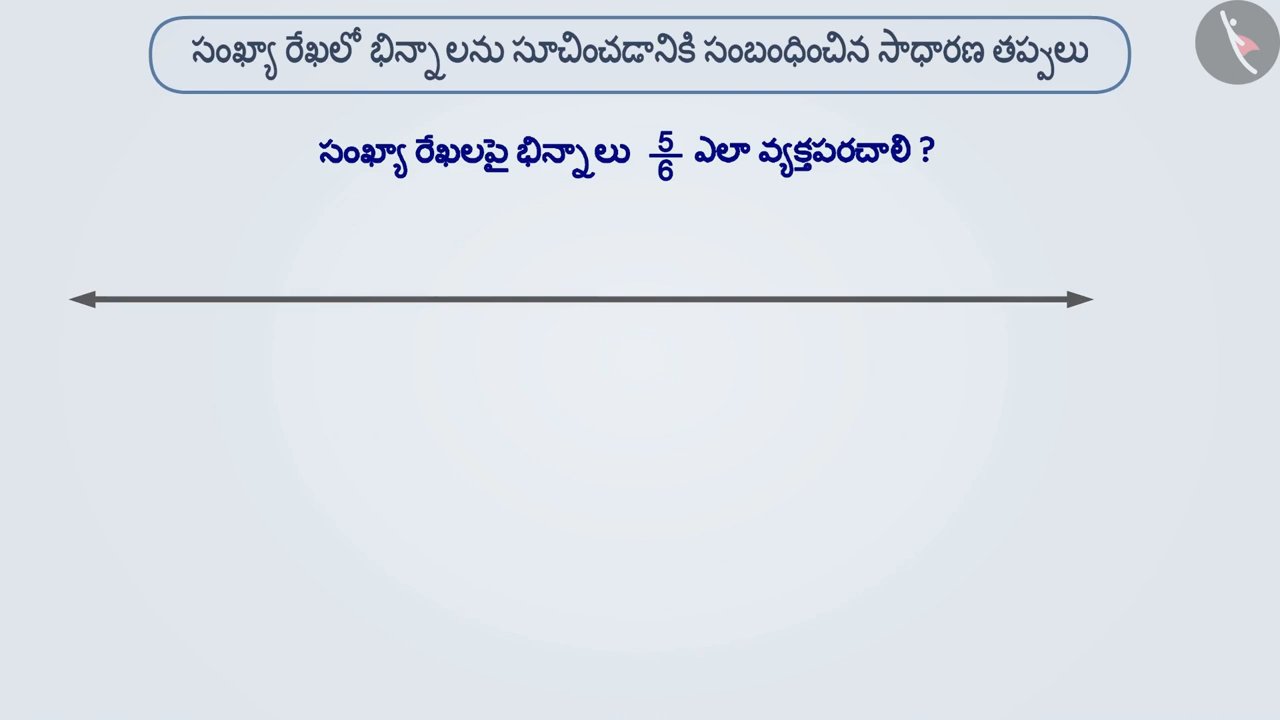 సంఖ్యా రేఖలో భిన్నాలను సూచించడానికి సంబంధించిన సాధారణ తప్పులు
సంఖ్యా రేఖలపై భిన్నాలు 5/6 ఎలా వ్యక్తపరచాలి ?